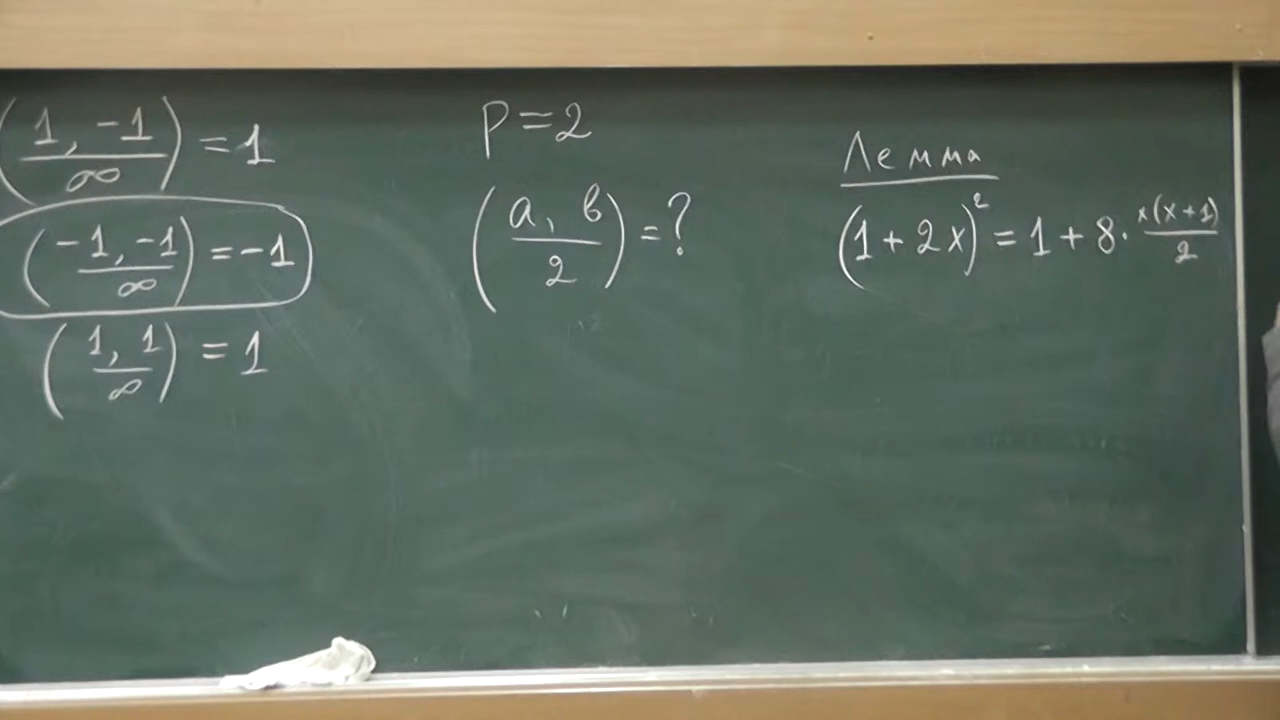 (1, -1 / ∞) = 1
(-1, -1 / ∞) = -1
(1, 1 / ∞) = 1
p = 2
(a, b / 2) = ?
Лемма
(1 + 2x)² = 1 + 8 · x(x + 1) / 2